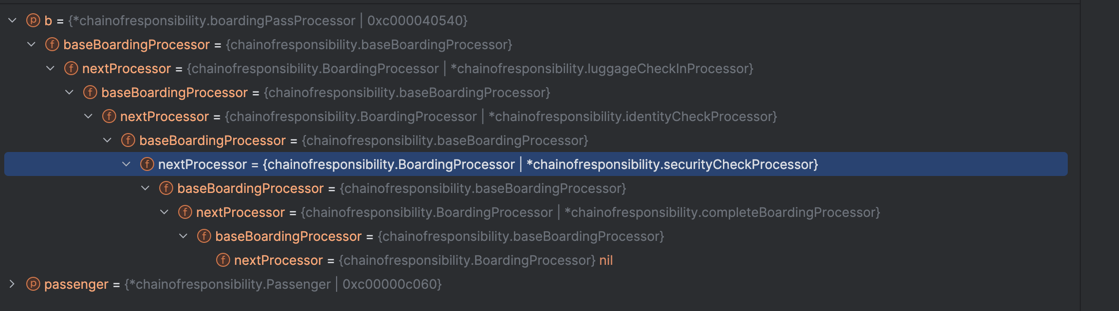 b = {*chainofresponsibility.boardingPassProcessor | 0xc000040540}
baseBoardingProcessor = {chainofresponsibility.baseBoardingProcessor}
nextProcessor = {chainofresponsibility.BoardingProcessor | *chainofresponsibility.luggageCheckInProcessor}
baseBoardingProcessor = {chainofresponsibility.baseBoardingProcessor}
nextProcessor = {chainofresponsibility.BoardingProcessor | *chainofresponsibility.identityCheckProcessor}
baseBoardingProcessor = {chainofresponsibility.baseBoardingProcessor}
nextProcessor = {chainofresponsibility.BoardingProcessor | *chainofresponsibility.securityCheckProcessor}
baseBoardingProcessor = {chainofresponsibility.baseBoardingProcessor}
nextProcessor = {chainofresponsibility.BoardingProcessor | *chainofresponsibility.completeBoardingProcessor}
baseBoardingProcessor = {chainofresponsibility.baseBoardingProcessor}
nextProcessor = {chainofresponsibility.BoardingProcessor} nil
passenger = {*chainofresponsibility.Passenger | 0xc00000c060}